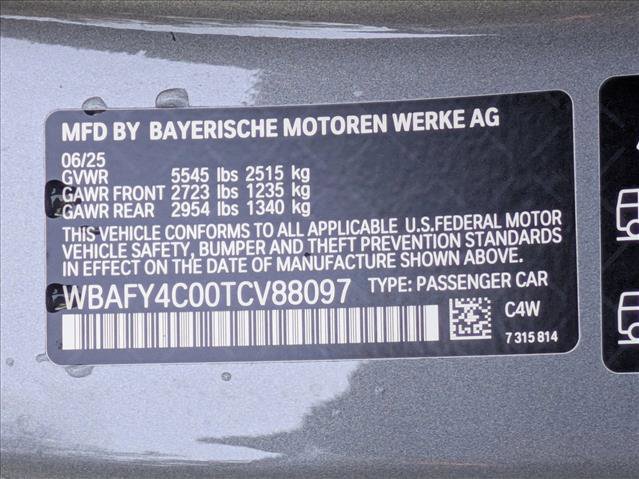 MFD BY BAYERISCHE MOTOREN WERKE AG
06/25
GVWR 5545 lbs 2515 kg
GAWR FRONT 2723 lbs 1235 kg
GAWR REAR 2954 lbs 1340 kg
THIS VEHICLE CONFORMS TO ALL APPLICABLE U.S.FEDERAL MOTOR
VEHICLE SAFETY, BUMPER AND THEFT PREVENTION STANDARDS
IN EFFECT ON THE DATE OF MANUFACTURE SHOWN ABOVE.
WBAFY4C00TCV88097 TYPE: PASSENGER CAR
C4W
7 315 814